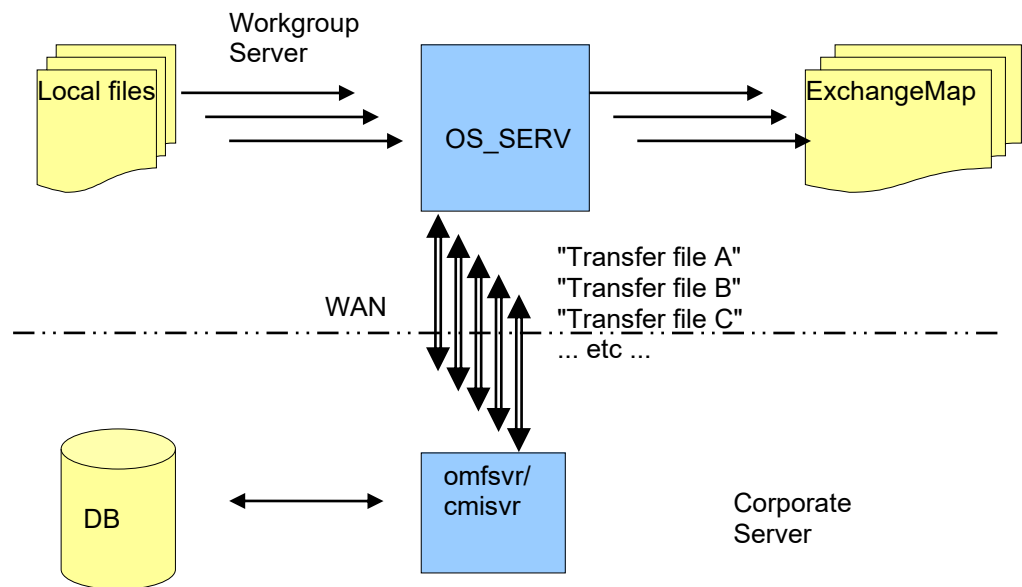 Workgroup
Server
Local files
OS_SERV
ExchangeMap
"Transfer file A"
"Transfer file B"
"Transfer file C"
... etc ...
WAN
omfsvr/
cmisvr
DB
Corporate
Server